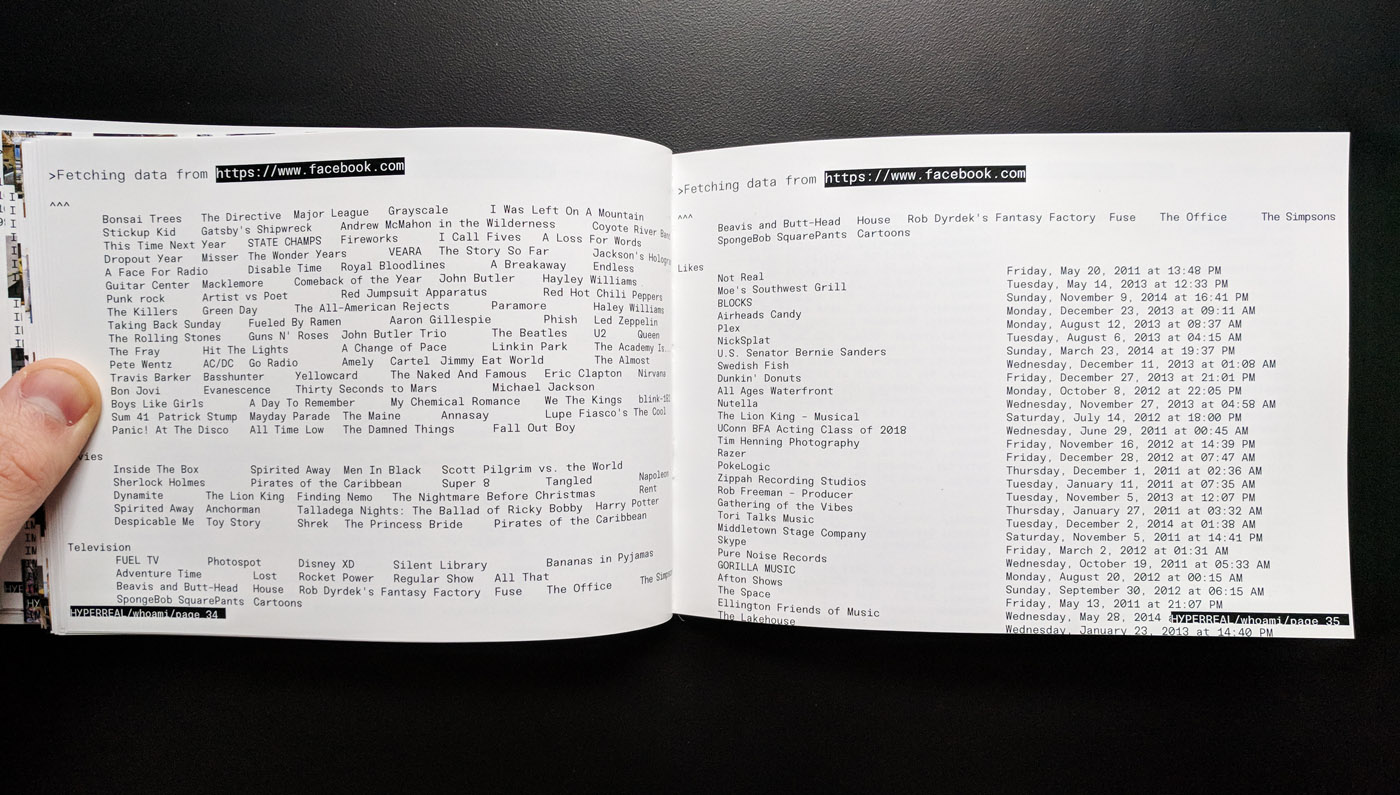 >Fetching data from https://www.facebook.com
^^^
Bonsai Trees The Directive Major League Grayscale I Was Left On A Mountain
Stickup Kid Gatsby's Shipwreck Andrew McMahon in the Wilderness Coyote River
This Time Next Year STATE CHAMPS Fireworks I Call Fives A Loss For Words
Dropout Year Misser The Wonder Years VEARA The Story So Far Jackson's
A Face For Radio Disable Time Royal Bloodlines A Breakaway Endless
Guitar Center Macklemore Comeback of the Year John Butler Hayley Williams
Punk rock Artist vs Poet Red Jumpsuit Apparatus Red Hot Chili Peppers
The Killers Green Day The All-American Rejects Paramore Haley Williams
Taking Back Sunday Fueled By Ramen Aaron Gillespie Phish Led Zeppelin
The Rolling Stones Guns N' Roses John Butler Trio The Beatles U2 Queen
The Fray Hit The Lights A Change of Pace Linkin Park The Academy Is...
Pete Wentz AC/DC Go Radio Amely Cartel Jimmy Eat World The Almost
Travis Barker Basshunter Yellowcard The Naked And Famous Eric Clapton Nirvana
Bon Jovi Evanescence Thirty Seconds to Mars Michael Jackson
Boys Like Girls A Day To Remember My Chemical Romance We The Kings blink-182
Sum 41 Patrick Stump Mayday Parade The Maine Annasay Lupe Fiasco's The Cool
Panic! At The Disco All Time Low The Damned Things Fall Out Boy
vies
Inside The Box Spirited Away Men In Black Scott Pilgrim vs. the World
Sherlock Holmes Pirates of the Caribbean Super 8 Tangled Napoleon
Dynamite The Lion King Finding Nemo The Nightmare Before Christmas Rent
Spirited Away Anchorman Talladega Nights: The Ballad of Ricky Bobby Harry Potter
Despicable Me Toy Story Shrek The Princess Bride Pirates of the Caribbean
Television
FUEL TV Photospot Disney XD Silent Library Bananas in Pyjamas
Adventure Time Lost Rocket Power Regular Show All That
Beavis and Butt-Head House Rob Dyrdek's Fantasy Factory Fuse The Office The
SpongeBob SquarePants Cartoons
HYPERREAL/whoami/page 34
>Fetching data from https://www.facebook.com
^^^
Beavis and Butt-Head House Rob Dyrdek's Fantasy Factory Fuse The Office The Simpsons
SpongeBob SquarePants Cartoons
Likes
Not Real Friday, May 20, 2011 at 13:48 PM
Moe's Southwest Grill Tuesday, May 14, 2013 at 12:33 PM
BLOCKS Sunday, November 9, 2014 at 16:41 PM
Airheads Candy Monday, December 23, 2013 at 09:11 AM
Plex Monday, August 12, 2013 at 08:37 AM
NickSplat Tuesday, August 6, 2013 at 04:15 AM
U.S. Senator Bernie Sanders Sunday, March 23, 2014 at 19:37 PM
Swedish Fish Wednesday, December 11, 2013 at 01:08 AM
Dunkin' Donuts Friday, December 27, 2013 at 21:01 PM
All Ages Waterfront Monday, October 8, 2012 at 22:05 PM
Nutella Wednesday, November 27, 2013 at 04:58 AM
The Lion King - Musical Saturday, July 14, 2012 at 18:00 PM
UConn BFA Acting Class of 2018 Wednesday, June 29, 2011 at 00:45 AM
Tim Henning Photography Friday, November 16, 2012 at 14:39 PM
Razer Friday, December 28, 2012 at 07:47 AM
PokeLogic Thursday, December 1, 2011 at 02:36 AM
Zippah Recording Studios Tuesday, January 11, 2011 at 07:35 AM
Rob Freeman - Producer Tuesday, November 5, 2013 at 12:07 PM
Gathering of the Vibes Thursday, January 27, 2011 at 03:32 AM
Tori Talks Music Tuesday, December 2, 2014 at 01:38 AM
Middletown Stage Company Saturday, November 5, 2011 at 14:41 PM
Skype Friday, March 2, 2012 at 01:31 AM
Pure Noise Records Wednesday, October 19, 2011 at 05:33 AM
GORILLA MUSIC Monday, August 20, 2012 at 00:15 AM
Afton Shows Sunday, September 30, 2012 at 06:15 AM
The Space Friday, May 13, 2011 at 21:07 PM
Ellington Friends of Music Wednesday, May 28, 2014
The Lakehouse Wednesday, January 23, 2013 at 14:40 PM
HYPERREAL/whoami/page 35